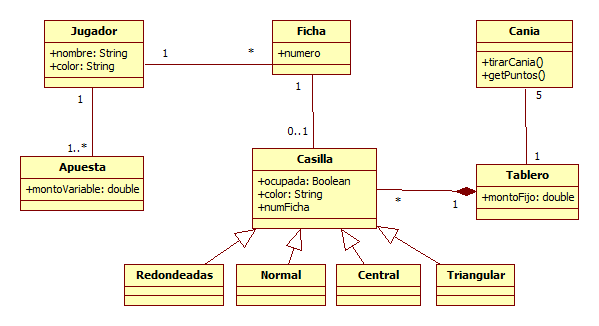 Jugador
+nombre: String
+color: String
1
*
Ficha
+numero
Cania
+tirarCania()
+getPuntos()
1
1
5
1..*
0..1
1
Apuesta
+montoVariable: double
Casilla
+ocupada: Boolean
+color: String
+numFicha
*
1
Tablero
+montoFijo: double
Redondeadas
Normal
Central
Triangular